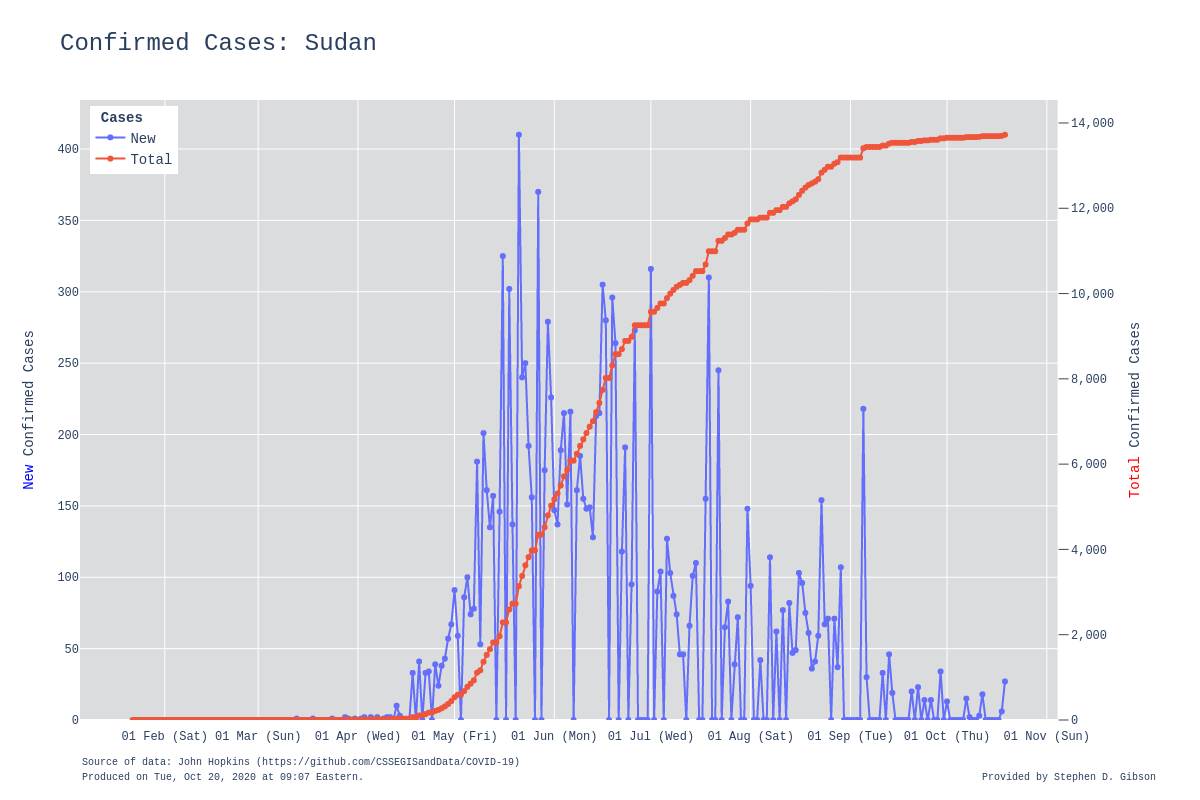 Confirmed Cases: Sudan
Cases
New
Total
400
350
300
250
200
150
100
50
0
14,000
12,000
10,000
8,000
6,000
4,000
2,000
0
New Confirmed Cases
Total Confirmed Cases
01 Feb (Sat) 01 Mar (Sun) 01 Apr (Wed) 01 May (Fri) 01 Jun (Mon) 01 Jul (Wed) 01 Aug (Sat) 01 Sep (Tue) 01 Oct (Thu) 01 Nov (Sun)
Source of data: John Hopkins (https://github.com/CSSEGISandData/COVID-19)
Produced on Tue, Oct 20, 2020 at 09:07 Eastern.
Provided by Stephen D. Gibson